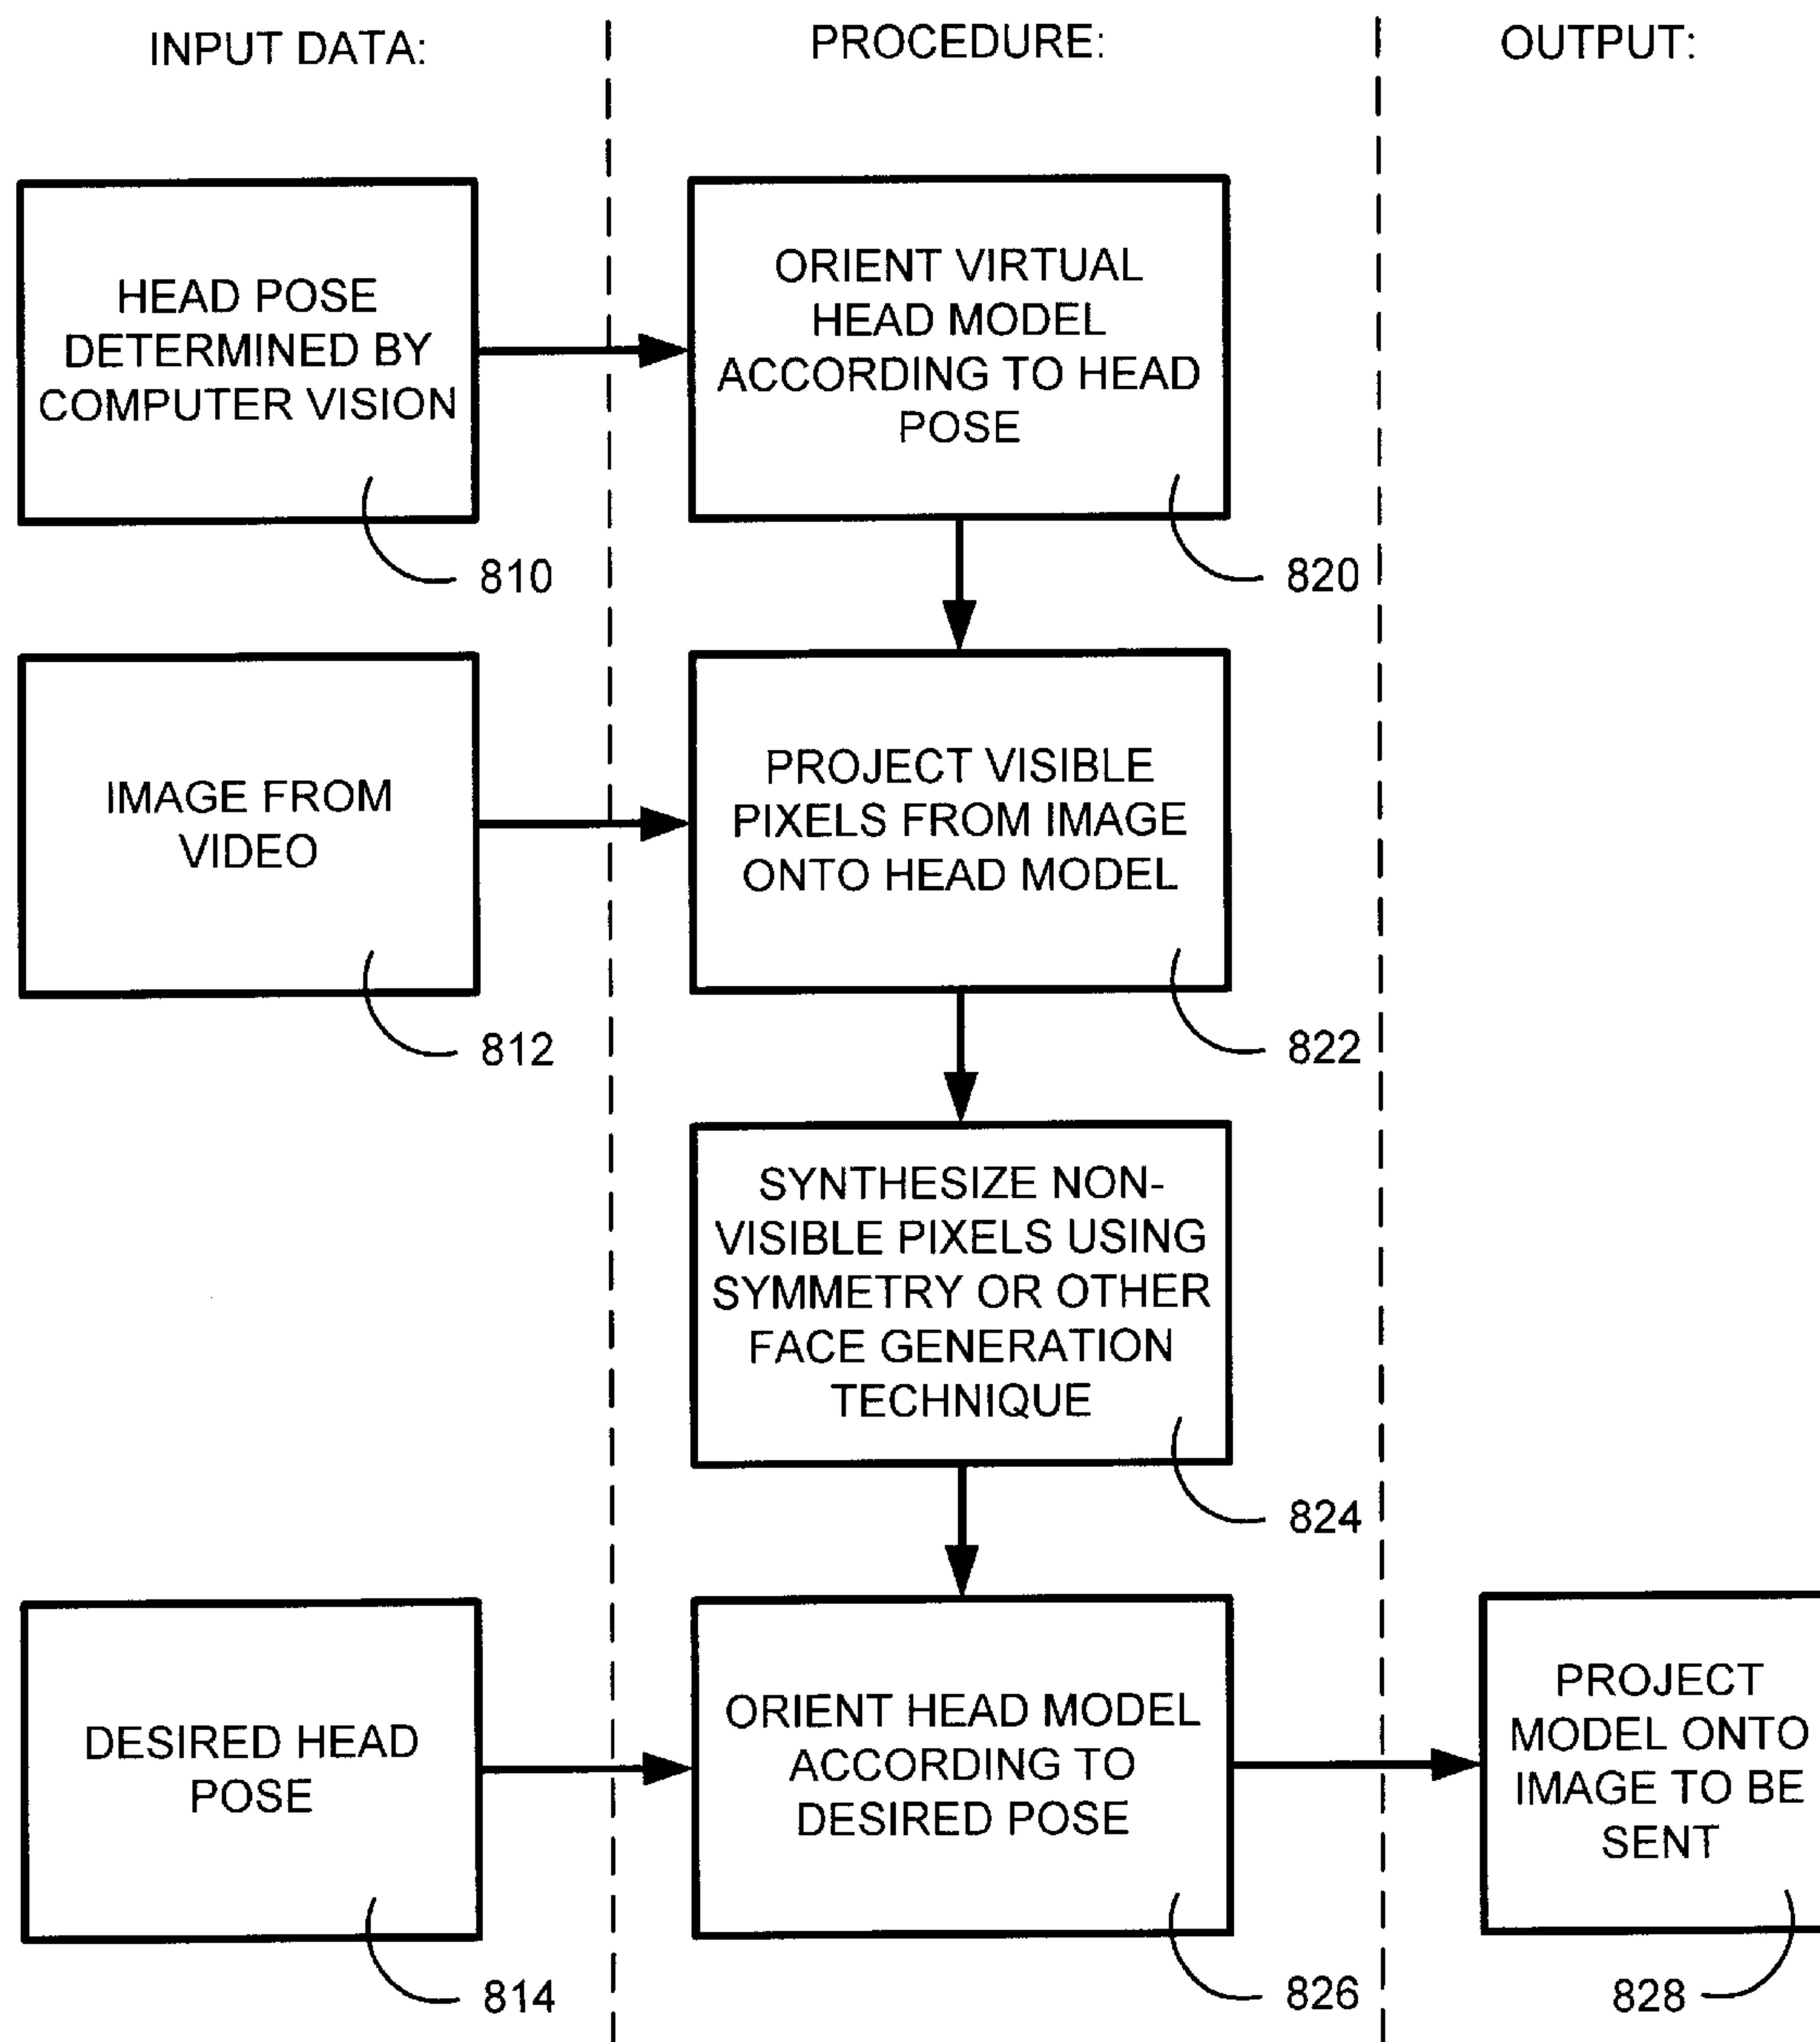 INPUT DATA:
PROCEDURE:
OUTPUT:
HEAD POSE
DETERMINED BY
COMPUTER VISION
810
ORIENT VIRTUAL
HEAD MODEL
ACCORDING TO HEAD
POSE
820
IMAGE FROM
VIDEO
812
PROJECT VISIBLE
PIXELS FROM IMAGE
ONTO HEAD MODEL
822
SYNTHESIZE NON-
VISIBLE PIXELS USING
SYMMETRY OR OTHER
FACE GENERATION
TECHNIQUE
824
DESIRED HEAD
POSE
814
ORIENT HEAD MODEL
ACCORDING TO
DESIRED POSE
826
PROJECT
MODEL ONTO
IMAGE TO BE
SENT
828